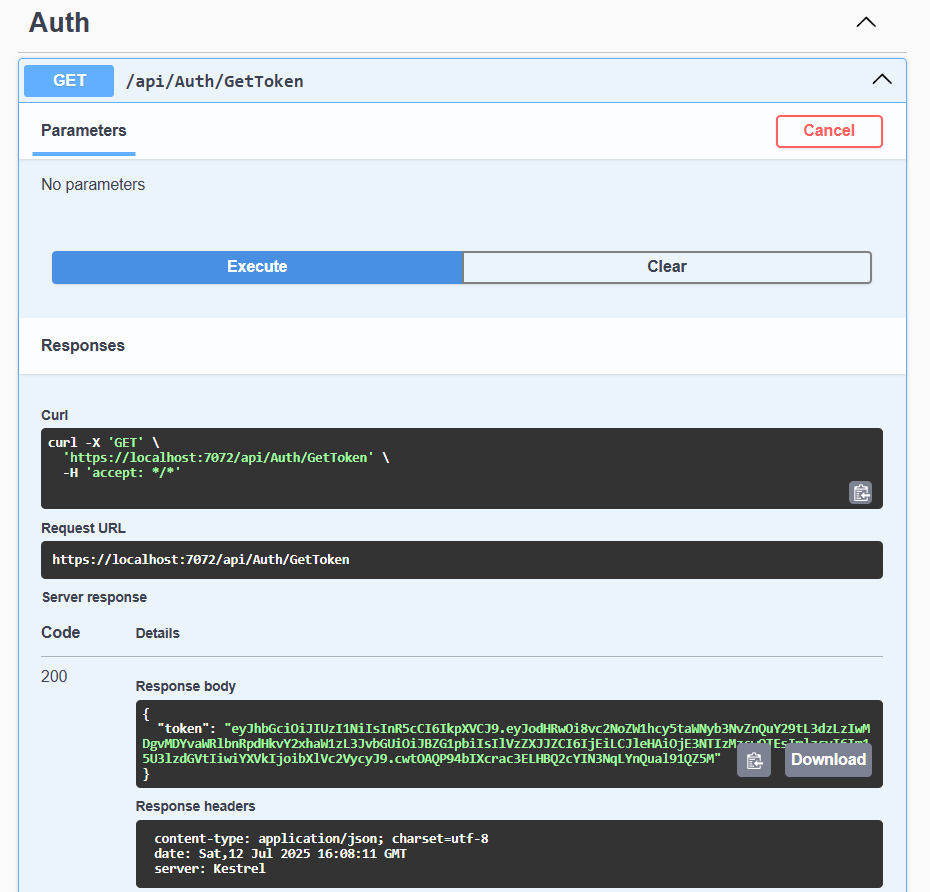 Auth
GET /api/Auth/GetToken
Parameters
Cancel
No parameters
Execute
Clear
Responses
Curl
curl -X 'GET' \
'https://localhost:7072/api/Auth/GetToken' \
-H 'accept: */*'
Request URL
https://localhost:7072/api/Auth/GetToken
Server response
Code Details
200
Response body
{
"token": "eyJhbGciOiJIUzI1NiIsInR5cCI6IkpXVCJ9.eyJodHRwOi8vc2NoZW1hcy5taWNyb3NvZnQuY29tL3dzLzIwM
5U3lzdGVtIiwiYXVkIjoibXlVc2VycyJ9.cwtOAQP94bIXcrac3ELHBQ2cYIN3NqLYnQual91QZ5M"
}
Download
Response headers
content-type: application/json; charset=utf-8
date: Sat,12 Jul 2025 16:08:11 GMT
server: Kestrel